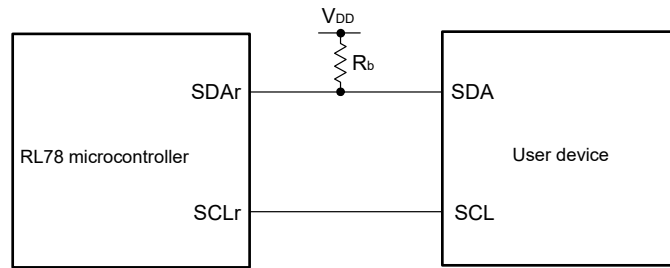 VDD
Rb
SDAr
SDA
RL78 microcontroller
User device
SCLr
SCL